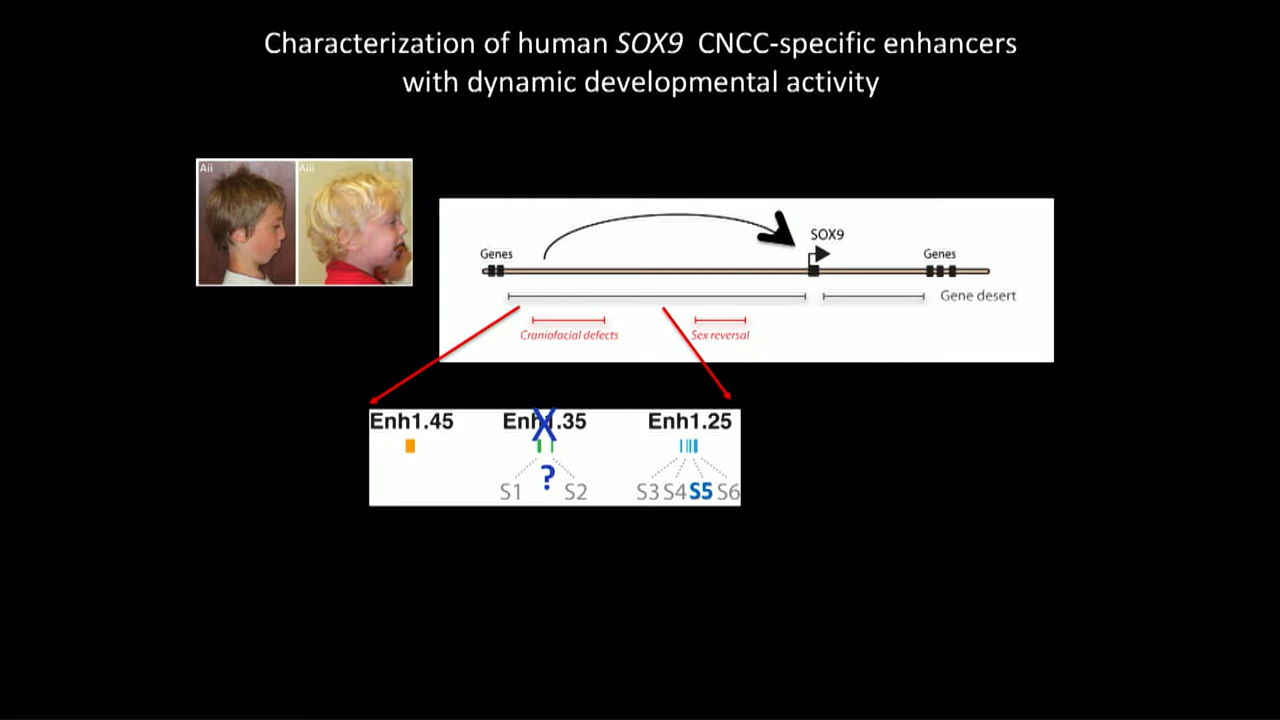 Characterization of human SOX9 CNCC-specific enhancers
with dynamic developmental activity
Aii
Aiii
SOX9
Genes
Genes
Gene desert
Craniofacial defects
Sex reversal
Enh1.45
Enh1.35
Enh1.25
X
?
S1
S2
S3 S4 S5 S6